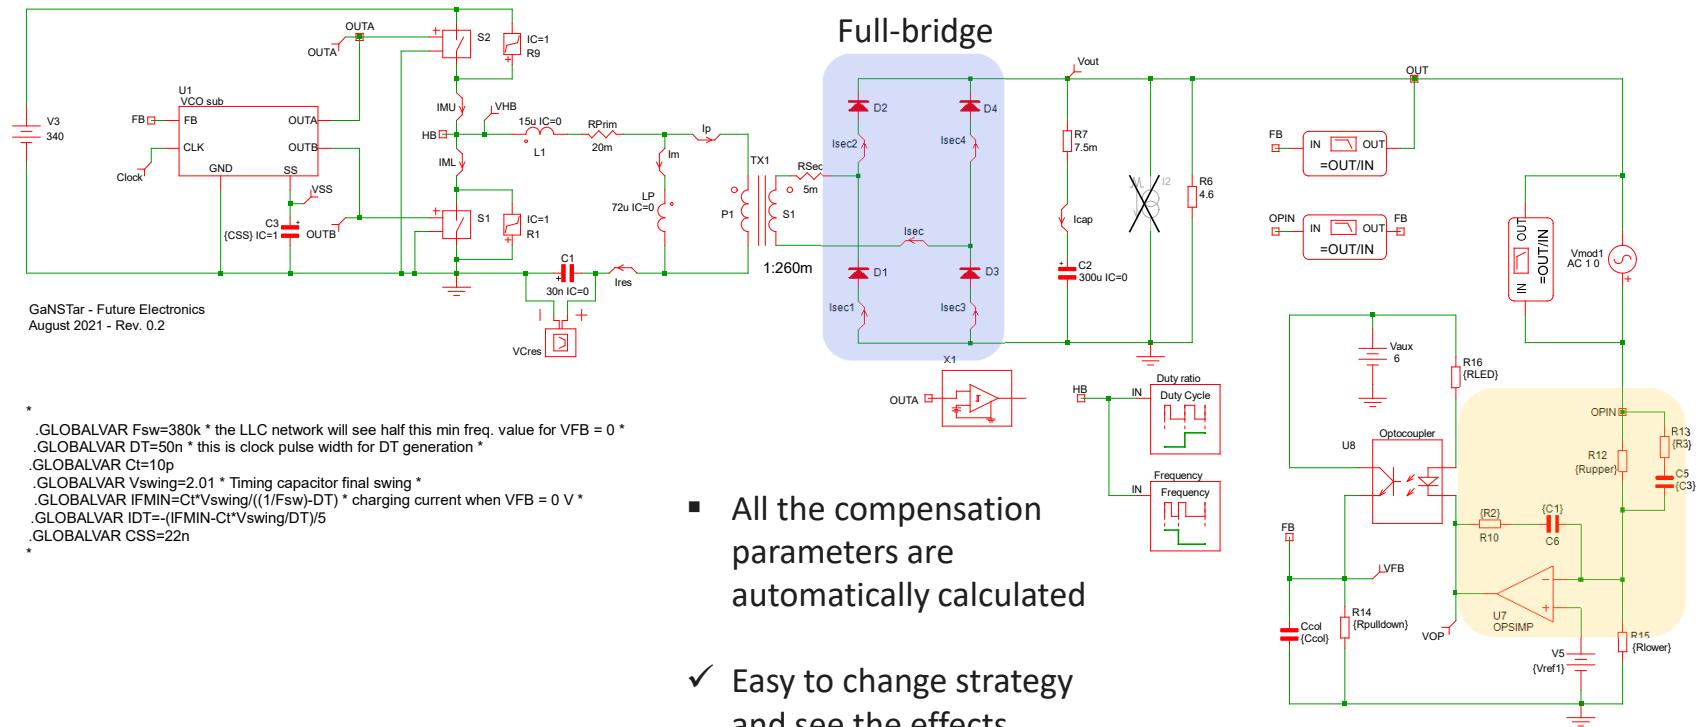 Full-bridge
OUTA
OUTA
S2
IC=1
R9
Vout
OUT
U1
VCO sub
V3
340
FB
FB
CLK
OUTA
OUTB
GND
SS
Clock
VSS
C3
{CSS} IC=1
OUTB
IMU
VHB
HB
IML
15u IC=0
L1
RPrim
20m
Ip
Im
LP
72u IC=0
TX1
P1
S1
RSec
5m
1:260m
S1
IC=1
R1
C1
30n IC=0
Ires
VCres
D2
D4
Isec2
Isec4
Isec
D1
D3
Isec1
Isec3
R7
7.5m
Icap
C2
300u IC=0
I2
R6
4.6
FB
IN
OUT
=OUT/IN
OPIN
IN
OUT
FB
=OUT/IN
OUT
IN
=OUT/IN
Vmod1
AC 1 0
GaNSTar - Future Electronics
August 2021 - Rev. 0.2
X1
OUTA
HB
IN
Duty ratio
Duty Cycle
Frequency
IN
Frequency
Vaux
6
R16
{RLED}
Optocoupler
U8
OPIN
R13
{R3}
R12
{Rupper}
C5
{C3}
{R2}
R10
{C1}
C6
FB
VFB
R14
{Rpulldown}
Ccol
{Ccol}
VOP
U7
OPSIMP
V5
{Vref1}
R15
{Rlower}
*
.GLOBALVAR Fsw=380k * the LLC network will see half this min freq. value for VFB = 0 *
.GLOBALVAR DT=50n * this is clock pulse width for DT generation *
.GLOBALVAR Ct=10p
.GLOBALVAR Vswing=2.01 * Timing capacitor final swing *
.GLOBALVAR IFMIN=Ct*Vswing/((1/Fsw)-DT) * charging current when VFB = 0 V *
.GLOBALVAR IDT=-(IFMIN-Ct*Vswing/DT)/5
.GLOBALVAR CSS=22n
*
▪ All the compensation
parameters are
automatically calculated
✓ Easy to change strategy
and see the effects